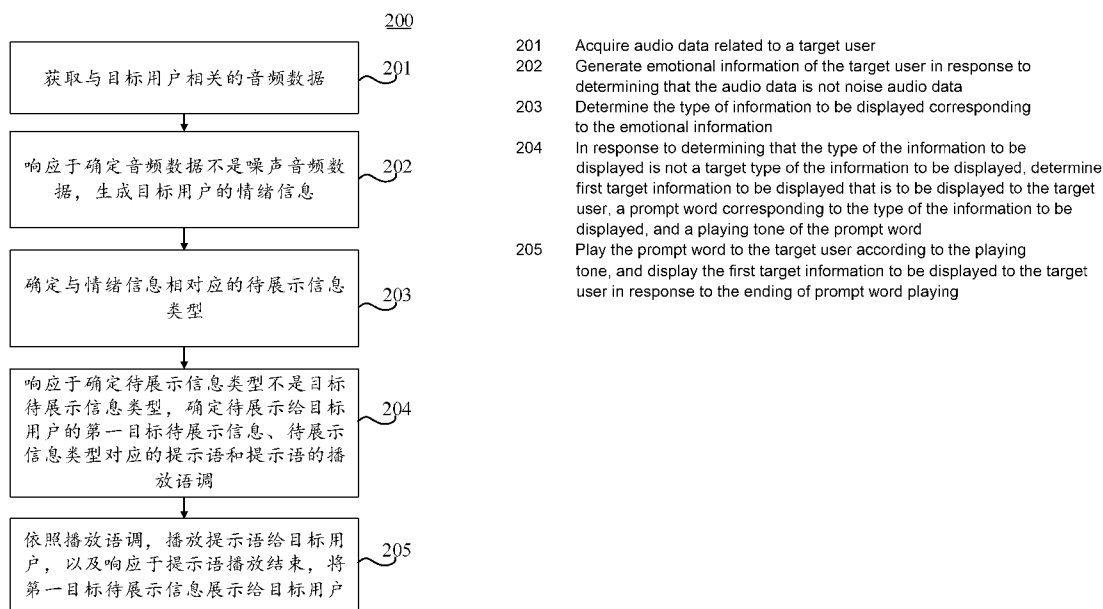 200
获取与目标用户相关的音频数据
201
响应于确定音频数据不是噪声音频数
据，生成目标用户的情绪信息
202
确定与情绪信息相对应的待展示信息
类型
203
响应于确定待展示信息类型不是目标
待展示信息类型，确定待展示给目标
用户的第一目标待展示信息、待展示
信息类型对应的提示语和提示语的播
放语调
204
依照播放语调，播放提示语给目标用
户，以及响应于提示语播放结束，将
第一目标待展示信息展示给目标用户
205
201 Acquire audio data related to a target user
202 Generate emotional information of the target user in response to
determining that the audio data is not noise audio data
203 Determine the type of information to be displayed corresponding
to the emotional information
204 In response to determining that the type of the information to be
displayed is not a target type of the information to be displayed, determine
first target information to be displayed that is to be displayed to the target
user, a prompt word corresponding to the type of the information to be
displayed, and a playing tone of the prompt word
205 Play the prompt word to the target user according to the playing
tone, and display the first target information to be displayed to the target
user in response to the ending of prompt word playing